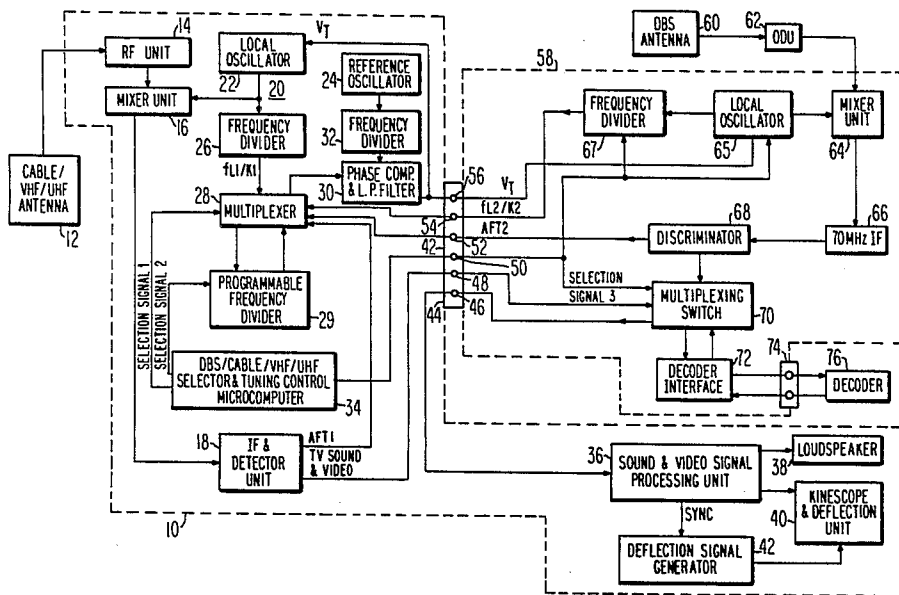 14
RF UNIT
MIXER UNIT
16
CABLE/
VHF/UHF
ANTENNA
12
LOCAL
OSCILLATOR
22
20
24
REFERENCE
OSCILLATOR
VT
FREQUENCY
DIVIDER
26
32
FREQUENCY
DIVIDER
fL1/K1
30
PHASE COMP.
& L.P. FILTER
28
MULTIPLEXER
PROGRAMMABLE
FREQUENCY
DIVIDER
29
SELECTION SIGNAL 1
SELECTION SIGNAL 2
DBS/CABLE/VHF/UHF
SELECTOR & TUNING CONTROL
MICROCOMPUTER
34
18
IF &
DETECTOR
UNIT
AFT1
TV SOUND
& VIDEO
10
56
54
52
42
50
48
44
46
VT
fL2/K2
AFT2
58
60
DBS
ANTENNA
62
ODU
FREQUENCY
DIVIDER
67
LOCAL
OSCILLATOR
65
MIXER
UNIT
64
66
70MHz IF
68
DISCRIMINATOR
SELECTION
SIGNAL 3
MULTIPLEXING
SWITCH
70
DECODER
INTERFACE
72
74
76
DECODER
36
SOUND & VIDEO SIGNAL
PROCESSING UNIT
LOUDSPEAKER
38
KINESCOPE
& DEFLECTION
UNIT
40
SYNC
DEFLECTION SIGNAL
GENERATOR
42